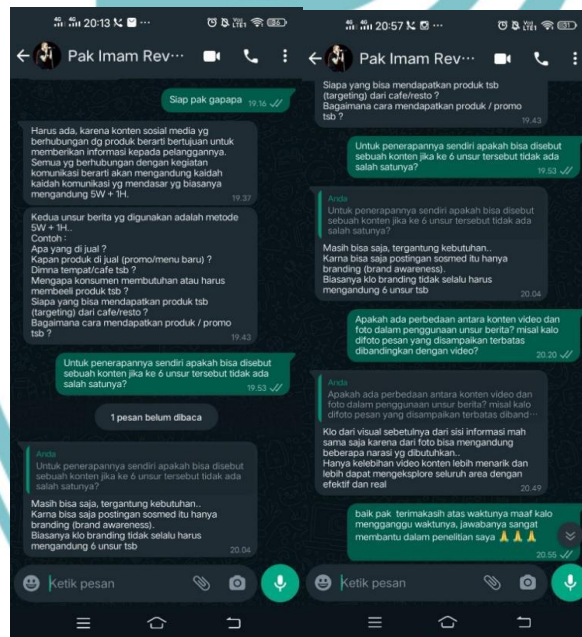 20:13
Pak Imam Rev...
Siap pak gapapa 19.16
Harus ada, karena konten sosial media yg
berhubungan dg produk berarti bertujuan untuk
memberikan informasi kepada pelanggannya.
Semua yg berhubungan dengan kegiatan
komunikasi berarti akan mengandung kaidah
kaidah komunikasi yg mendasar yg biasanya
mengandung 5W + 1H.
19.37
Kedua unsur berita yg digunakan adalah metode
5W + 1H.
Contoh :
Apa yang di jual ?
Kapan produk di jual (promo/menu baru) ?
Dimna tempat/cafe tsb ?
Mengapa konsumen membutuhan atau harus
membeeli produk tsb ?
Siapa yang bisa mendapatkan produk tsb
(targeting) dari cafe/resto ?
Bagaimana cara mendapatkan produk / promo
tsb ?
19.43
Untuk penerapannya sendiri apakah bisa disebut
sebuah konten jika ke 6 unsur tersebut tidak ada
salah satunya?
19.53
1 pesan belum dibaca
Anda
Untuk penerapannya sendiri apakah bisa disebut
sebuah konten jika ke 6 unsur tersebut tidak ada
salah satunya?
Masih bisa saja, tergantung kebutuhan..
Karna bisa saja postingan sosmed itu hanya
branding (brand awareness).
Biasanya klo branding tidak selalu harus
mengandung 6 unsur tsb
20.04
Ketik pesan
20:57
Pak Imam Rev...
Siapa yang bisa mendapatkan produk tsb
(targeting) dari cafe/resto ?
Bagaimana cara mendapatkan produk / promo
tsb ?
19.43
Untuk penerapannya sendiri apakah bisa disebut
sebuah konten jika ke 6 unsur tersebut tidak ada
salah satunya?
19.53
Anda
Untuk penerapannya sendiri apakah bisa disebut
sebuah konten jika ke 6 unsur tersebut tidak ada
salah satunya?
Masih bisa saja, tergantung kebutuhan..
Karna bisa saja postingan sosmed itu hanya
branding (brand awareness).
Biasanya klo branding tidak selalu harus
mengandung 6 unsur tsb
20.04
Apakah ada perbedaan antara konten video dan
foto dalam penggunaan unsur berita? misal kalo
difoto pesan yang disampaikan terbatas
dibandingkan dengan video?
20.20
Anda
Apakah ada perbedaan antara konten video dan
foto dalam penggunaan unsur berita? misal kalo
difoto pesan yang disampaikan terbatas diband...
Klo dari visual sebetulnya dari sisi informasi mah
sama saja karena dari foto bisa mengandung
beberapa narasi yg dibutuhkan..
Hanya kelebihan video konten lebih menarik dan
lebih dapat mengeksplore seluruh area dengan
efektif dan real
20.49
baik pak terimakasih atas waktunya maaf kalo
mengganggu waktunya, jawabanya sangat
membantu dalam penelitian saya
20.55
Ketik pesan